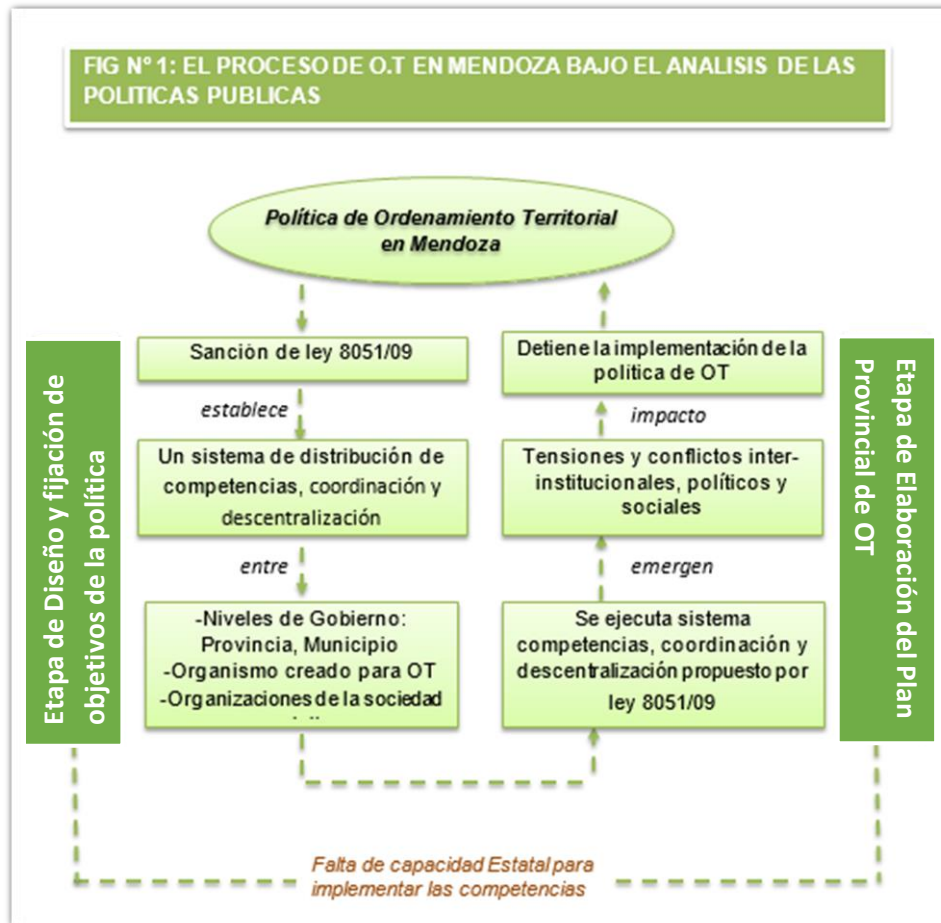 FIG Nº 1: EL PROCESO DE O.T EN MENDOZA BAJO EL ANALISIS DE LAS
POLITICAS PUBLICAS
Política de Ordenamiento Territorial
en Mendoza
Etapa de Diseño y fijación de
objetivos de la política
Sanción de ley 8051/09
establece
Un sistema de distribución de
competencias, coordinación y
descentralización
entre
-Niveles de Gobierno:
Provincia, Municipio
-Organismo creado para OT
-Organizaciones de la sociedad
Detiene la implementación de la
política de OT
impacto
Tensiones y conflictos inter-
institucionales, políticos y
sociales
emergen
Se ejecuta sistema
competencias, coordinación y
descentralización propuesto por
ley 8051/09
Etapa de Elaboración del Plan
Provincial de OT
Falta de capacidad Estatal para
implementar las competencias